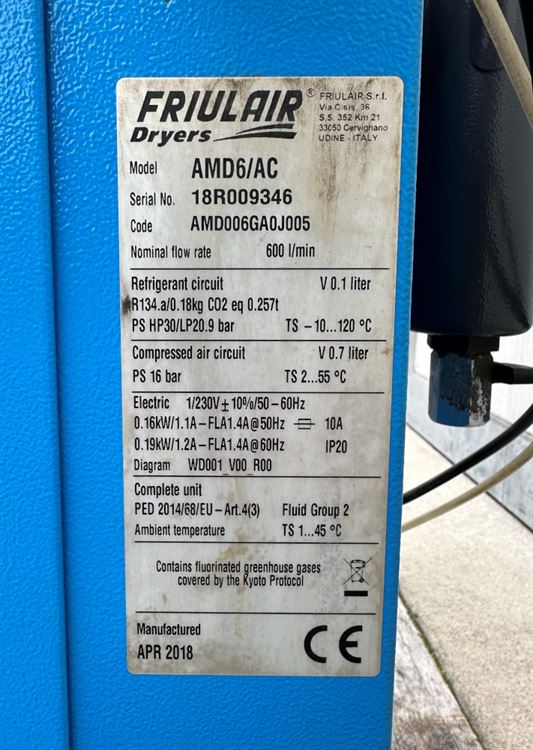 FRIULAIR ®
Dryers
FRIULAIR S.r.l.
Via Cisis, 36
S.S. 352 Km 21
33050 Cervignano
UDINE - ITALY
Model AMD6/AC
Serial No. 18R009346
Code AMD006GA0J005
Nominal flow rate 600 l/min
Refrigerant circuit V 0.1 liter
R134.a/0.18kg CO2 eq 0.257t
PS HP30/LP20.9 bar TS -10...120 °C
Compressed air circuit V 0.7 liter
PS 16 bar TS 2...55 °C
Electric 1/230V±10%/50-60Hz
0.16kW/1.1A-FLA1.4A@50Hz 10A
0.19kW/1.2A-FLA1.4A@60Hz IP20
Diagram WD001_V00_R00
Complete unit
PED 2014/68/EU-Art.4(3) Fluid Group 2
Ambient temperature TS 1...45 °C
Contains fluorinated greenhouse gases
covered by the Kyoto Protocol
Manufactured
APR 2018
CE